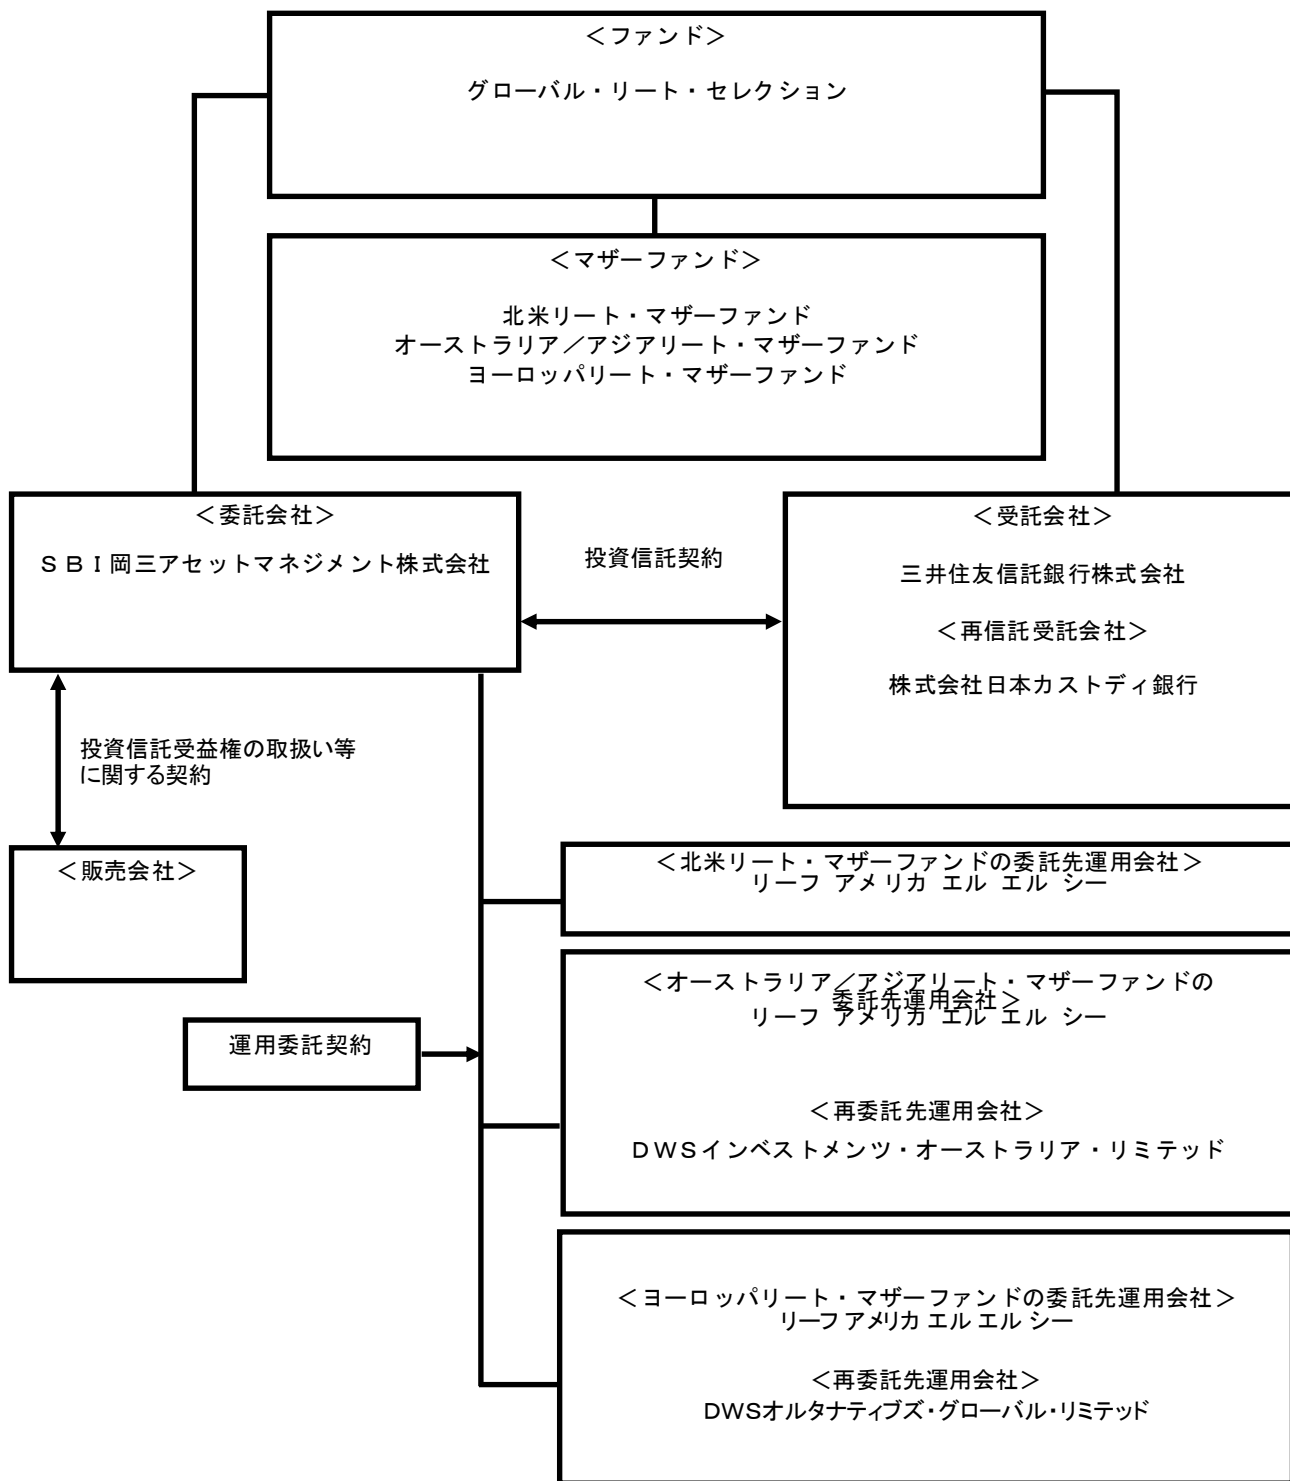 ＜ファンド＞
グローバル・リート・セレクション
＜マザーファンド＞
北米リート・マザーファンド
オーストラリア／アジアリート・マザーファンド
ヨーロッパリート・マザーファンド
＜委託会社＞
ＳＢＩ岡三アセットマネジメント株式会社
投資信託契約
＜受託会社＞
三井住友信託銀行株式会社
＜再信託受託会社＞
株式会社日本カストディ銀行
投資信託受益権の取扱い等
に関する契約
＜販売会社＞
＜北米リート・マザーファンドの委託先運用会社＞
リーフ アメリカ エル エル シー
＜オーストラリア／アジアリート・マザーファンドの
委託先運用会社＞
リーフ アメリカ エル エル シー
運用委託契約
＜再委託先運用会社＞
ＤＷＳインベストメンツ・オーストラリア・リミテッド
＜ヨーロッパリート・マザーファンドの委託先運用会社＞
リーフ アメリカ エル エル シー
＜再委託先運用会社＞
DWSオルタナティブズ・グローバル・リミテッド